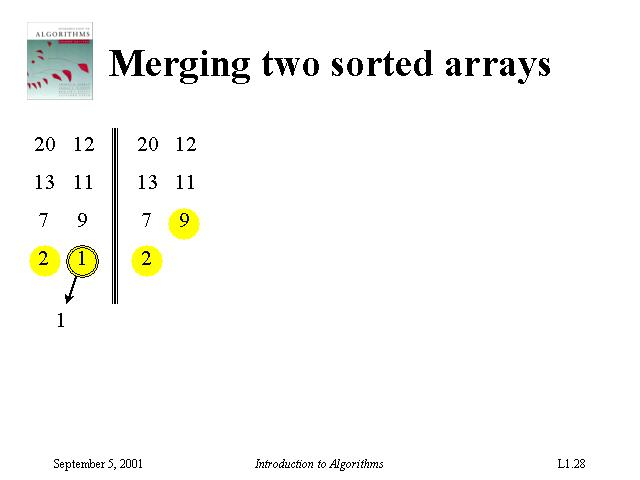 ALGORITHMS
Merging two sorted arrays
20 12 20 12
13 11 13 11
7 9 7 9
2 1 2
1
September 5, 2001 Introduction to Algorithms L1.28